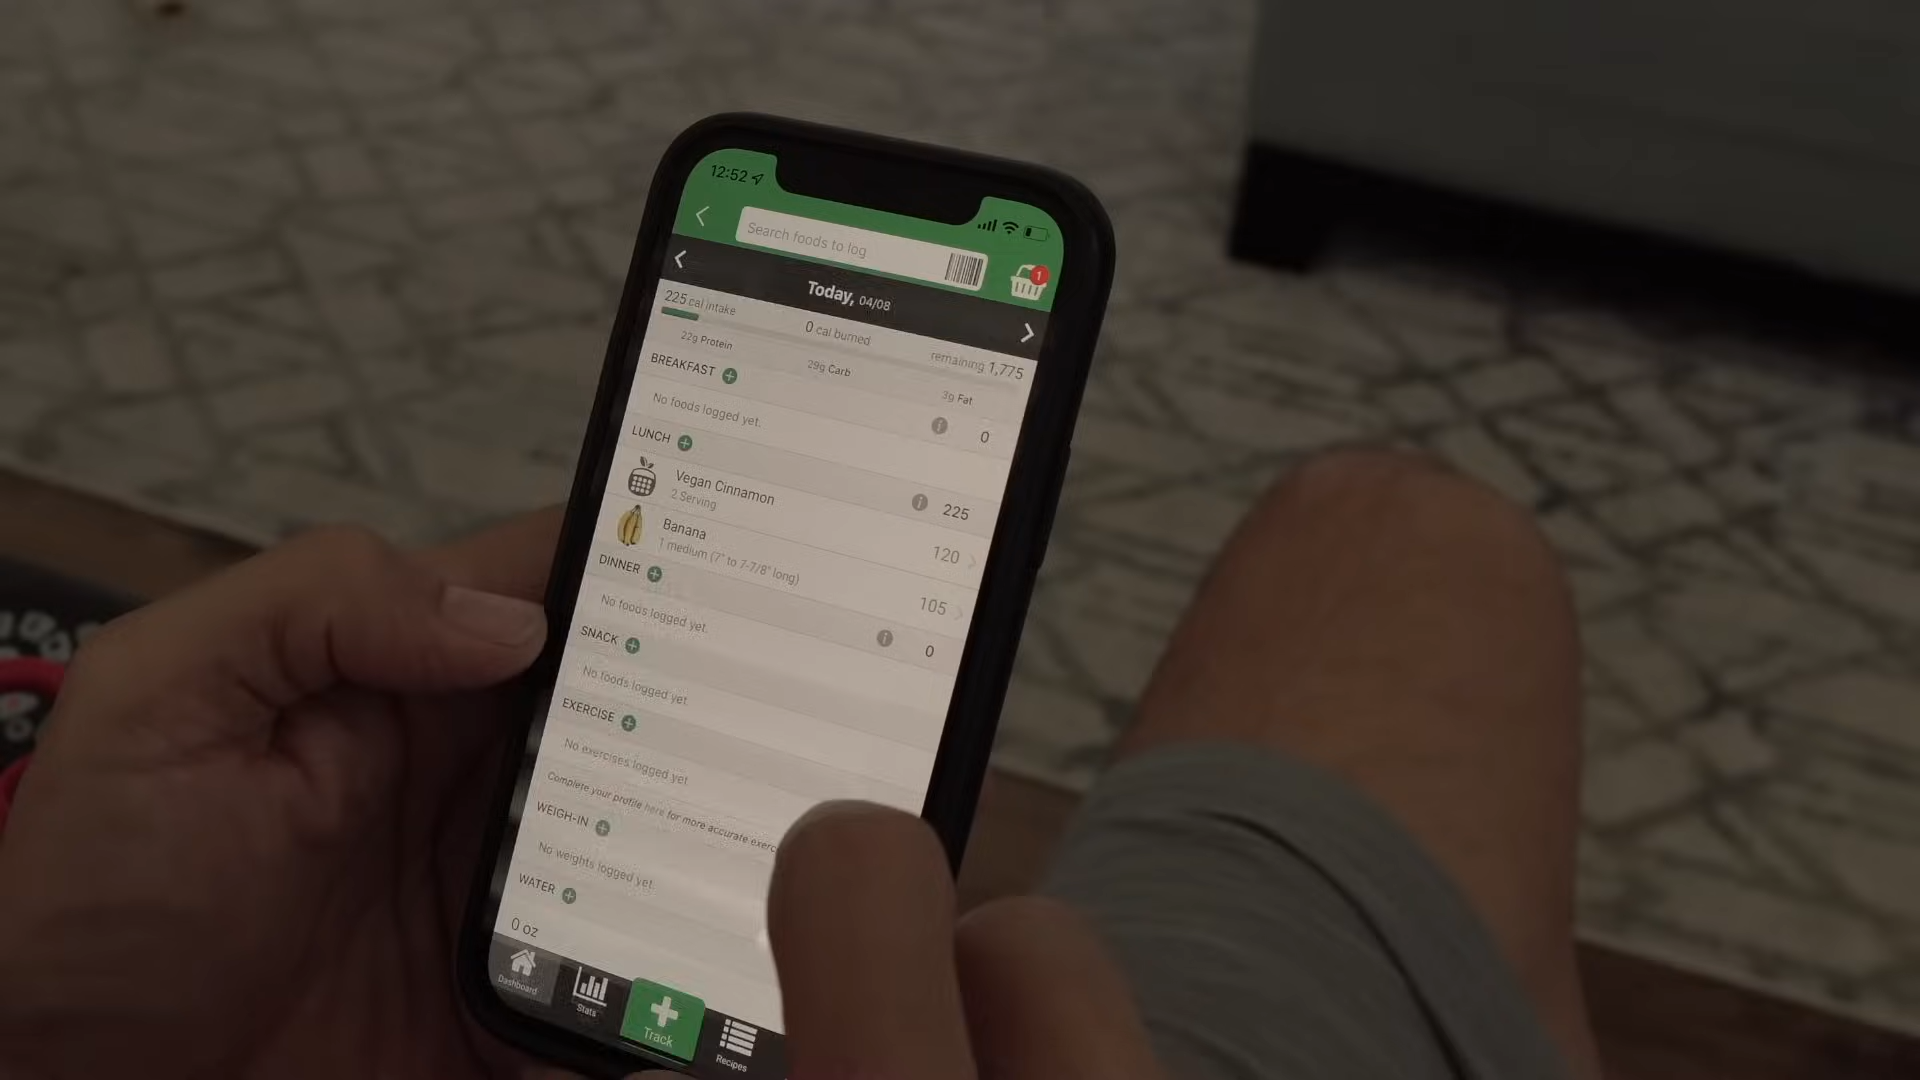 12:52
Search foods to log
1
Today, 04/08
225 cal intake
0 cal burned
remaining 1,775
22g Protein
29g Carb
3g Fat
BREAKFAST
0
No foods logged yet.
LUNCH
225
Vegan Cinnamon
2 Serving
120
Banana
1 medium (7" to 7-7/8" long)
105
DINNER
0
No foods logged yet.
SNACK
No foods logged yet.
EXERCISE
No exercises logged yet
Complete your profile here for more accurate exerc
WEIGH-IN
No weights logged yet.
WATER
0 oz
Dashboard
Stats
Track
Recipes